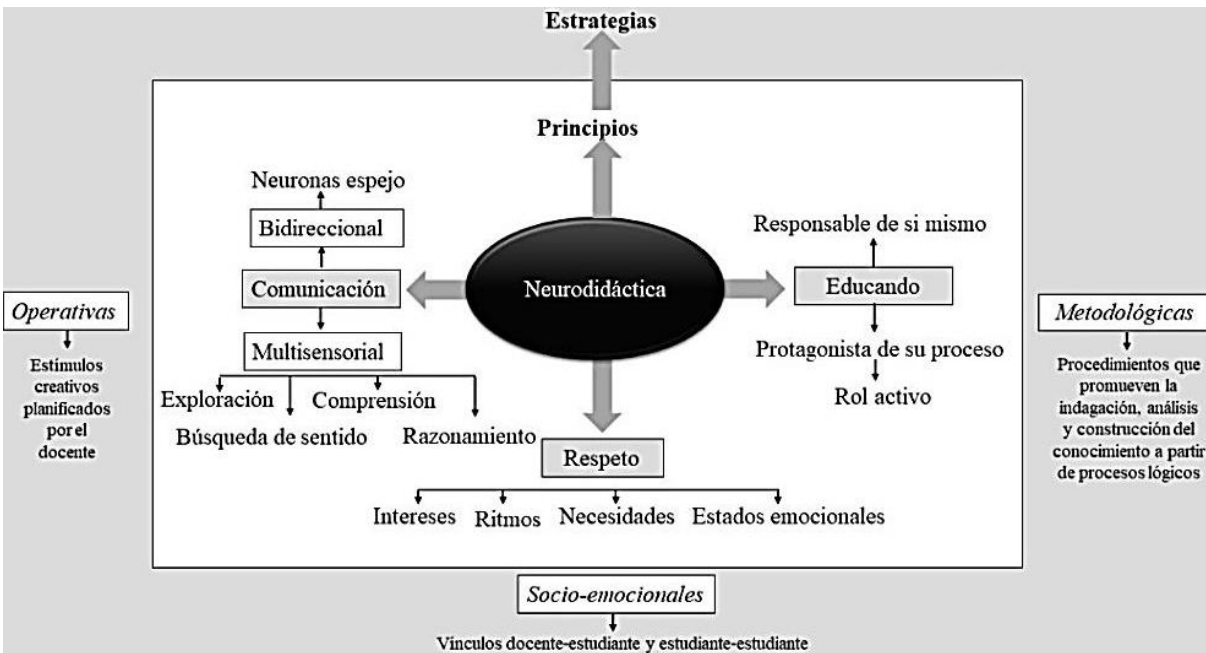 Estrategias
Principios
Neuronas espejo
Bidireccional
Comunicación
Multisensorial
Exploración
Comprensión
Búsqueda de sentido
Razonamiento
Neurodidáctica
Responsable de si mismo
Educando
Protagonista de su proceso
Rol activo
Respeto
Intereses
Ritmos
Necesidades
Estados emocionales
Operativas
Estímulos
creativos
planificados
por el
docente
Metodológicas
Procedimientos que
promueven la
indagación, análisis
y construcción del
conocimiento a partir
de procesos lógicos
Socio-emocionales
Vínculos docente-estudiante y estudiante-estudiante